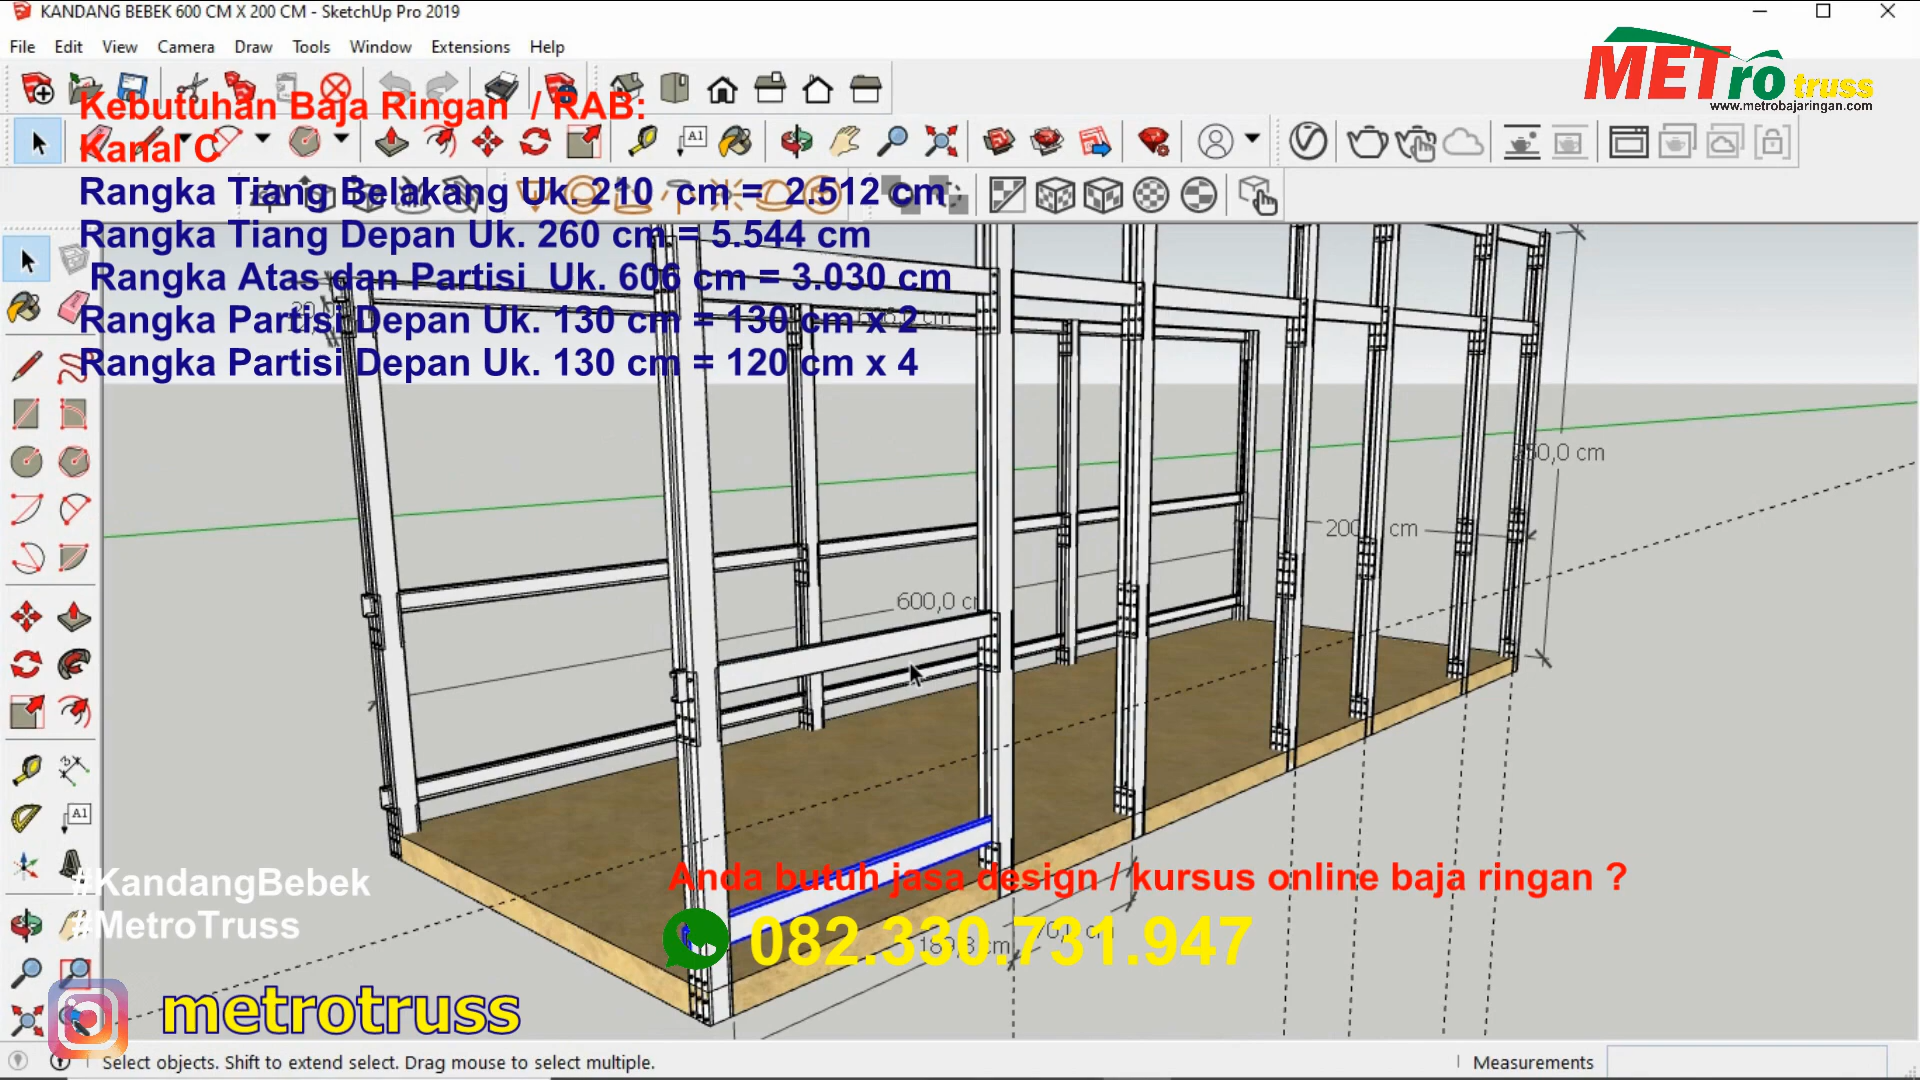 KANDANG BEBEK 600 CM X 200 CM - SketchUp Pro 2019
File Edit View Camera Draw Tools Window Extensions Help
METro truss
www.metrobajaringan.com
Kebutuhan Baja Ringan / RAB:
Kanal C
A1
Rangka Tiang Belakang Uk. 210 cm = 2.512 cm
Rangka Tiang Depan Uk. 260 cm = 5.544 cm
Rangka Atas dan Partisi Uk. 606 cm = 3.030 cm
Rangka Partisi Depan Uk. 130 cm = 130 cm x 2
Rangka Partisi Depan Uk. 130 cm = 120 cm x 4
cm
200 cm
600,0 c
A1
#KandangBebek
#MetroTruss
Anda butuh jasa design / kursus online baja ringan ?
082.330.731.947
189,3 cm
metrotruss
Select objects. Shift to extend select. Drag mouse to select multiple.
Measurements